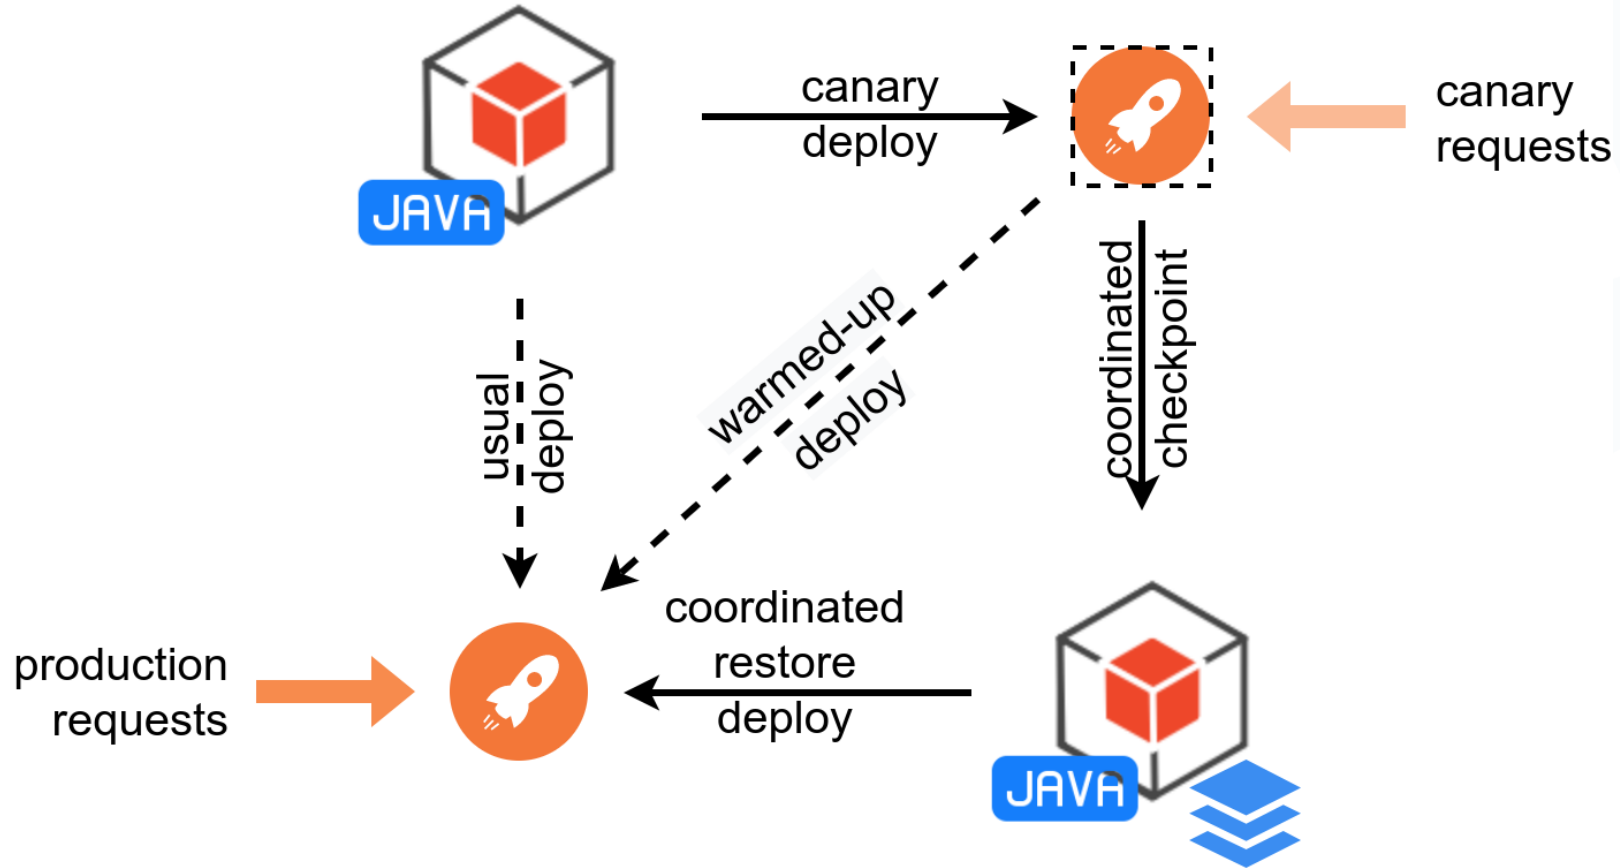 canary
deploy
canary
requests
JAVA
coordinated
checkpoint
warmed-up
deploy
usual
deploy
coordinated
restore
deploy
production
requests
JAVA